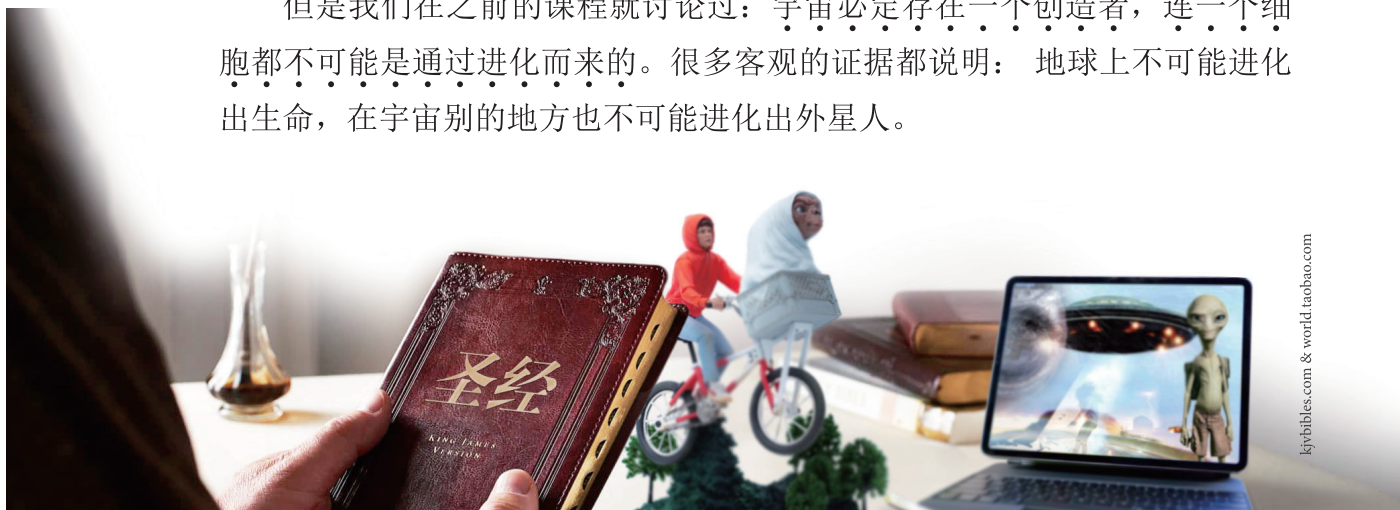 但是我们在之前的课程就讨论过：宇宙必定存在一个创造者，连一个细
胞都不可能是通过进化而来的。很多客观的证据都说明： 地球上不可能进化
出生命，在宇宙别的地方也不可能进化出外星人。
圣经
KING JAMES
VERSION
kjvbibles.com & world.taobao.com